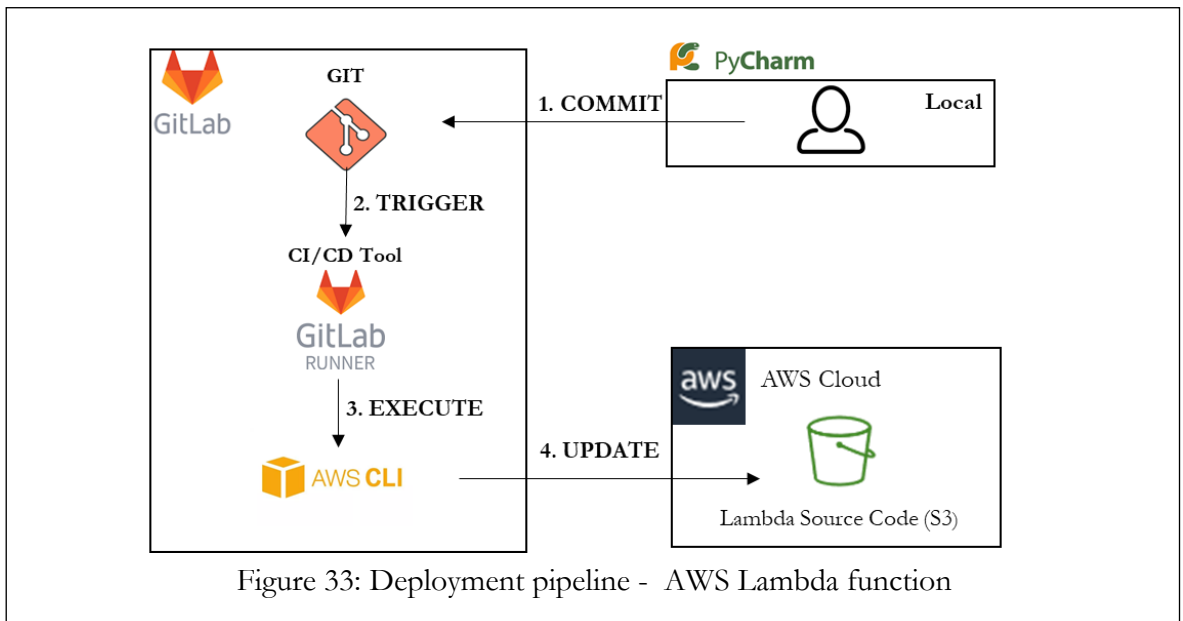 GitLab
GIT
1. COMMIT
PyCharm
Local
2. TRIGGER
CI/CD Tool
GitLab
RUNNER
3. EXECUTE
AWS CLI
4. UPDATE
aws
AWS Cloud
Lambda Source Code (S3)
Figure 33: Deployment pipeline - AWS Lambda function